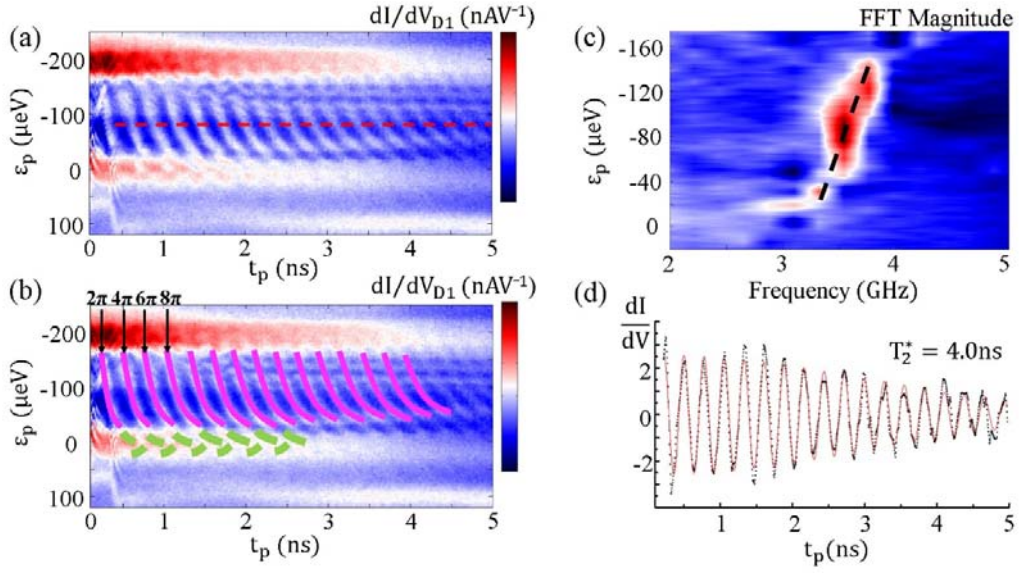 (a)
dI/dV_D1 (nAV⁻¹)
ε_p (μeV)
-200
-100
0
100
0 1 2 3 4 5
t_p (ns)
(b)
dI/dV_D1 (nAV⁻¹)
2π 4π 6π 8π
ε_p (μeV)
-200
-100
0
100
0 1 2 3 4 5
t_p (ns)
(c)
FFT Magnitude
ε_p (μeV)
-160
-120
-80
-40
0
2 3 4 5
Frequency (GHz)
(d)
dI
dV
T₂* = 4.0ns
2
0
-2
1 2 3 4 5
t_p(ns)